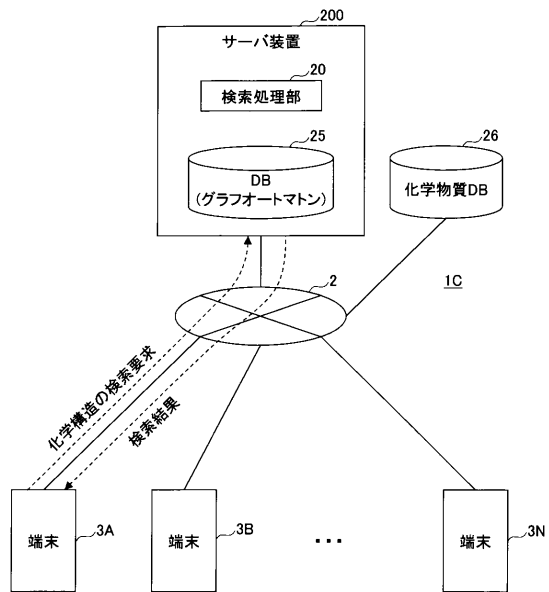 200
サーバ装置
20
検索処理部
25
DB
(グラフオートマトン)
26
化学物質DB
2
1C
化学構造の検索要求
検索結果
端末
3A
端末
3B
...
端末
3N